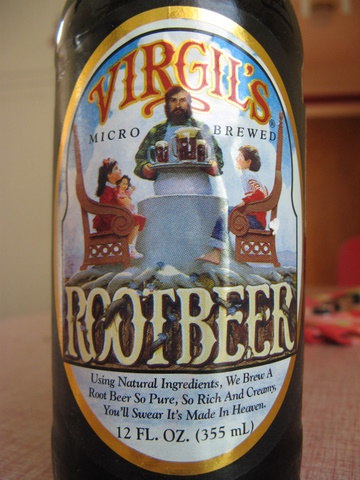 VIRGIL'S®
MICRO BREWED
ROOTBEER
Using Natural Ingredients, We Brew A
Root Beer So Pure, So Rich And Creamy,
You'll Swear It's Made In Heaven.
12 FL. OZ. (355 mL)